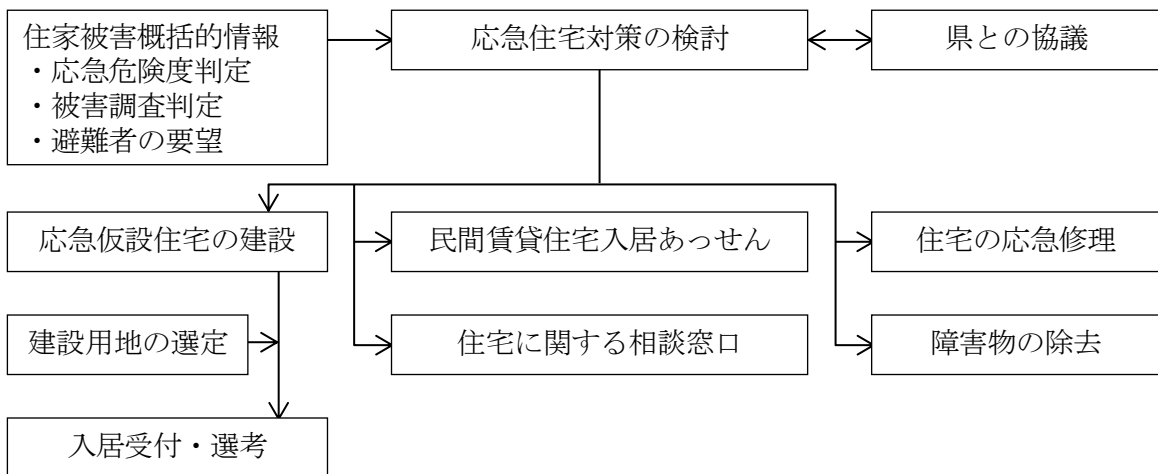 住家被害概括的情報
・応急危険度判定
・被害調査判定
・避難者の要望
応急住宅対策の検討
県との協議
応急仮設住宅の建設
民間賃貸住宅入居あっせん
住宅の応急修理
建設用地の選定
住宅に関する相談窓口
障害物の除去
入居受付・選考